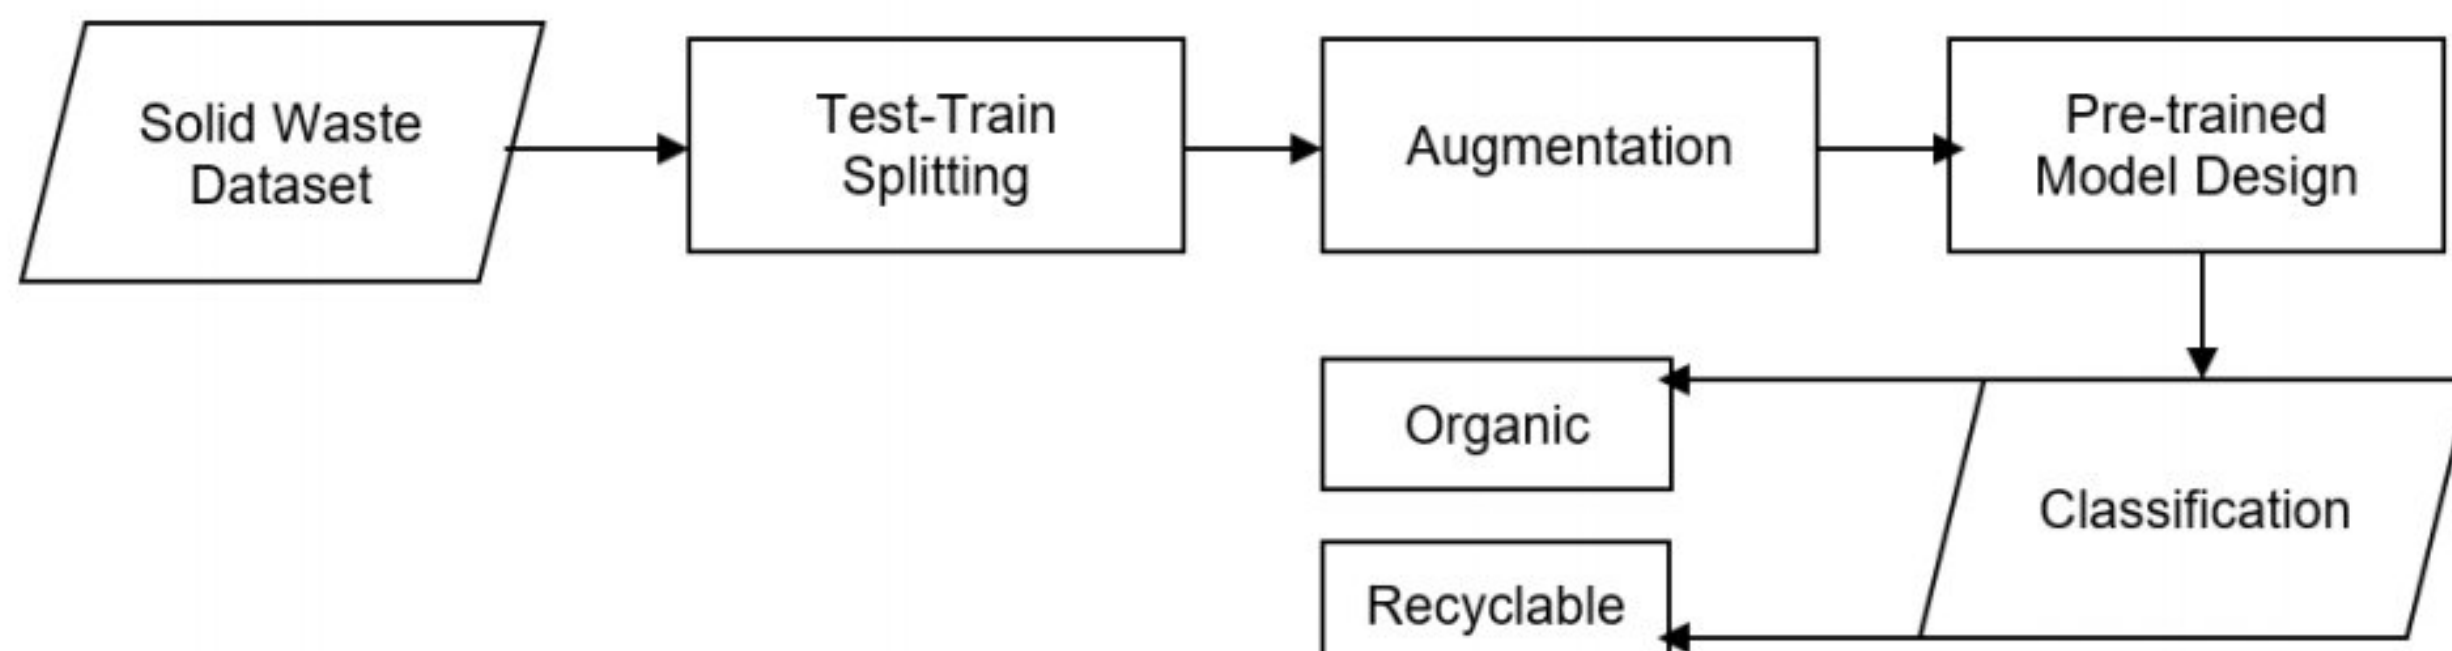 Solid Waste
Dataset
Test-Train
Splitting
Augmentation
Pre-trained
Model Design
Organic
Classification
Recyclable